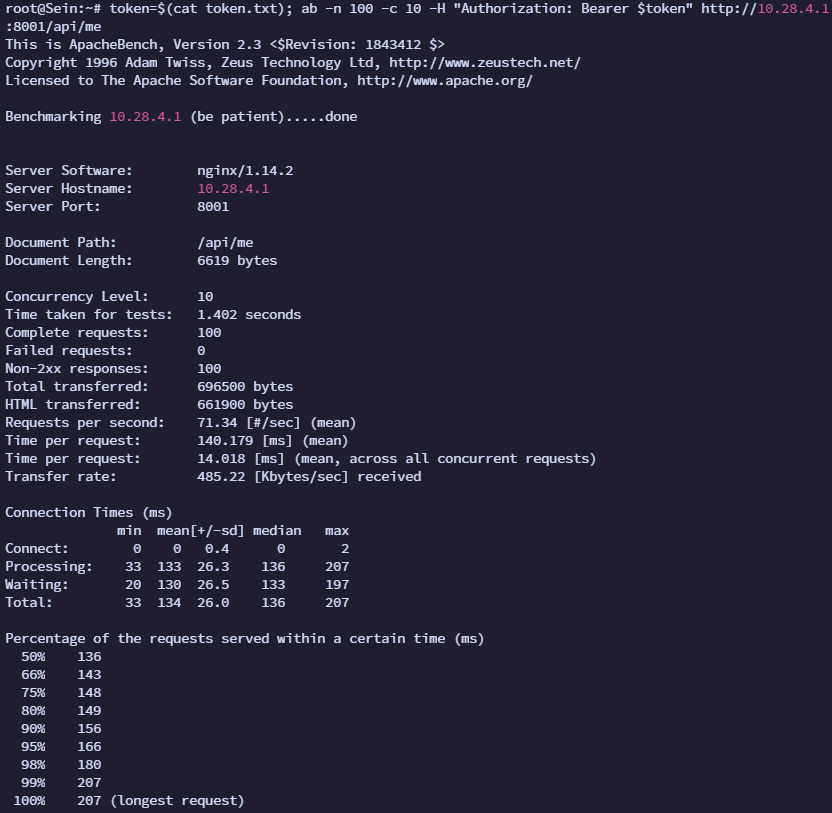 root@Sein:~# token=$(cat token.txt); ab -n 100 -c 10 -H "Authorization: Bearer $token" http://10.28.4.1
:8001/api/me
This is ApacheBench, Version 2.3 <$Revision: 1843412 $>
Copyright 1996 Adam Twiss, Zeus Technology Ltd, http://www.zeustech.net/
Licensed to The Apache Software Foundation, http://www.apache.org/

Benchmarking 10.28.4.1 (be patient).....done


Server Software:        nginx/1.14.2
Server Hostname:        10.28.4.1
Server Port:            8001

Document Path:          /api/me
Document Length:        6619 bytes

Concurrency Level:      10
Time taken for tests:   1.402 seconds
Complete requests:      100
Failed requests:        0
Non-2xx responses:      100
Total transferred:      696500 bytes
HTML transferred:       661900 bytes
Requests per second:    71.34 [#/sec] (mean)
Time per request:       140.179 [ms] (mean)
Time per request:       14.018 [ms] (mean, across all concurrent requests)
Transfer rate:          485.22 [Kbytes/sec] received

Connection Times (ms)
              min  mean[+/-sd] median   max
Connect:        0    0   0.4      0       2
Processing:    33  133  26.3    136     207
Waiting:       20  130  26.5    133     197
Total:         33  134  26.0    136     207

Percentage of the requests served within a certain time (ms)
  50%    136
  66%    143
  75%    148
  80%    149
  90%    156
  95%    166
  98%    180
  99%    207
 100%    207 (longest request)